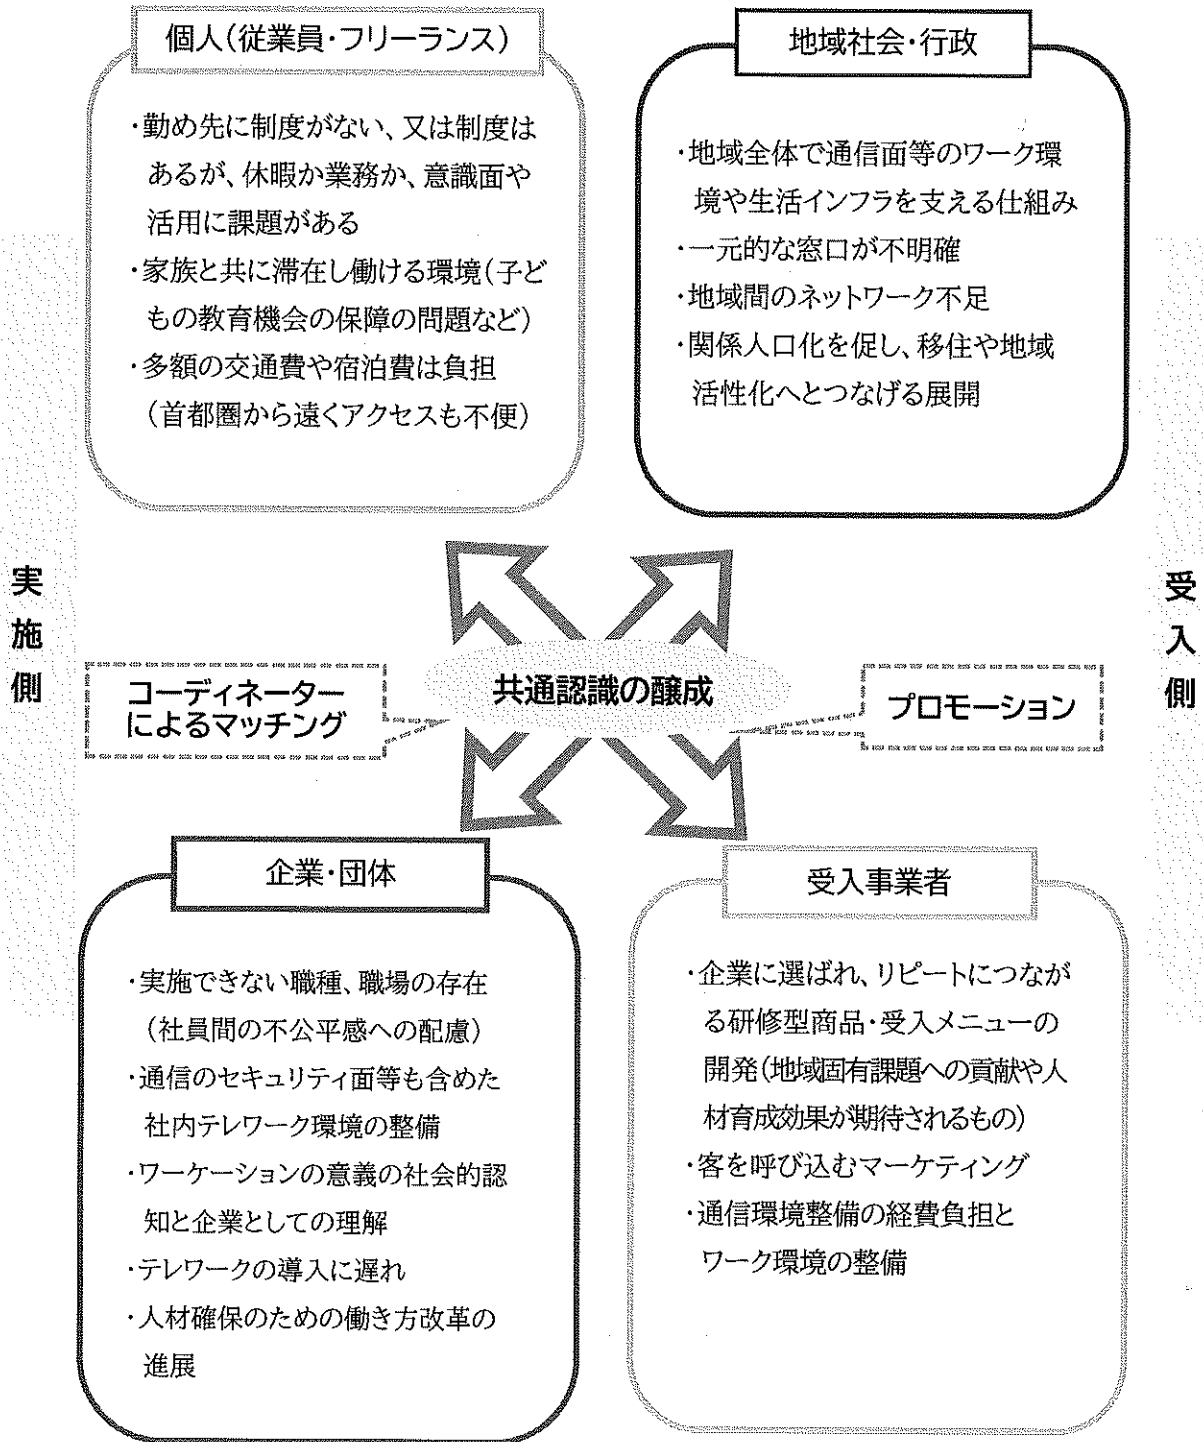 個人(従業員・フリーランス)
・勤め先に制度がない、又は制度は
あるが、休暇か業務か、意識面や
活用に課題がある
・家族と共に滞在し働ける環境(子ど
もの教育機会の保障の問題など)
・多額の交通費や宿泊費は負担
(首都圏から遠くアクセスも不便)
地域社会・行政
・地域全体で通信面等のワーク環
境や生活インフラを支える仕組み
・一元的な窓口が不明確
・地域間のネットワーク不足
・関係人口化を促し、移住や地域
活性化へとつなげる展開
実施側
コーディネーター
によるマッチング
共通認識の醸成
プロモーション
受入側
企業・団体
・実施できない職種、職場の存在
(社員間の不公平感への配慮)
・通信のセキュリティ面等も含めた
社内テレワーク環境の整備
・ワーケーションの意義の社会的認
知と企業としての理解
・テレワークの導入に遅れ
・人材確保のための働き方改革の
進展
受入事業者
・企業に選ばれ、リピートにつなが
る研修型商品・受入メニューの
開発(地域固有課題への貢献や人
材育成効果が期待されるもの)
・客を呼び込むマーケティング
・通信環境整備の経費負担と
ワーク環境の整備